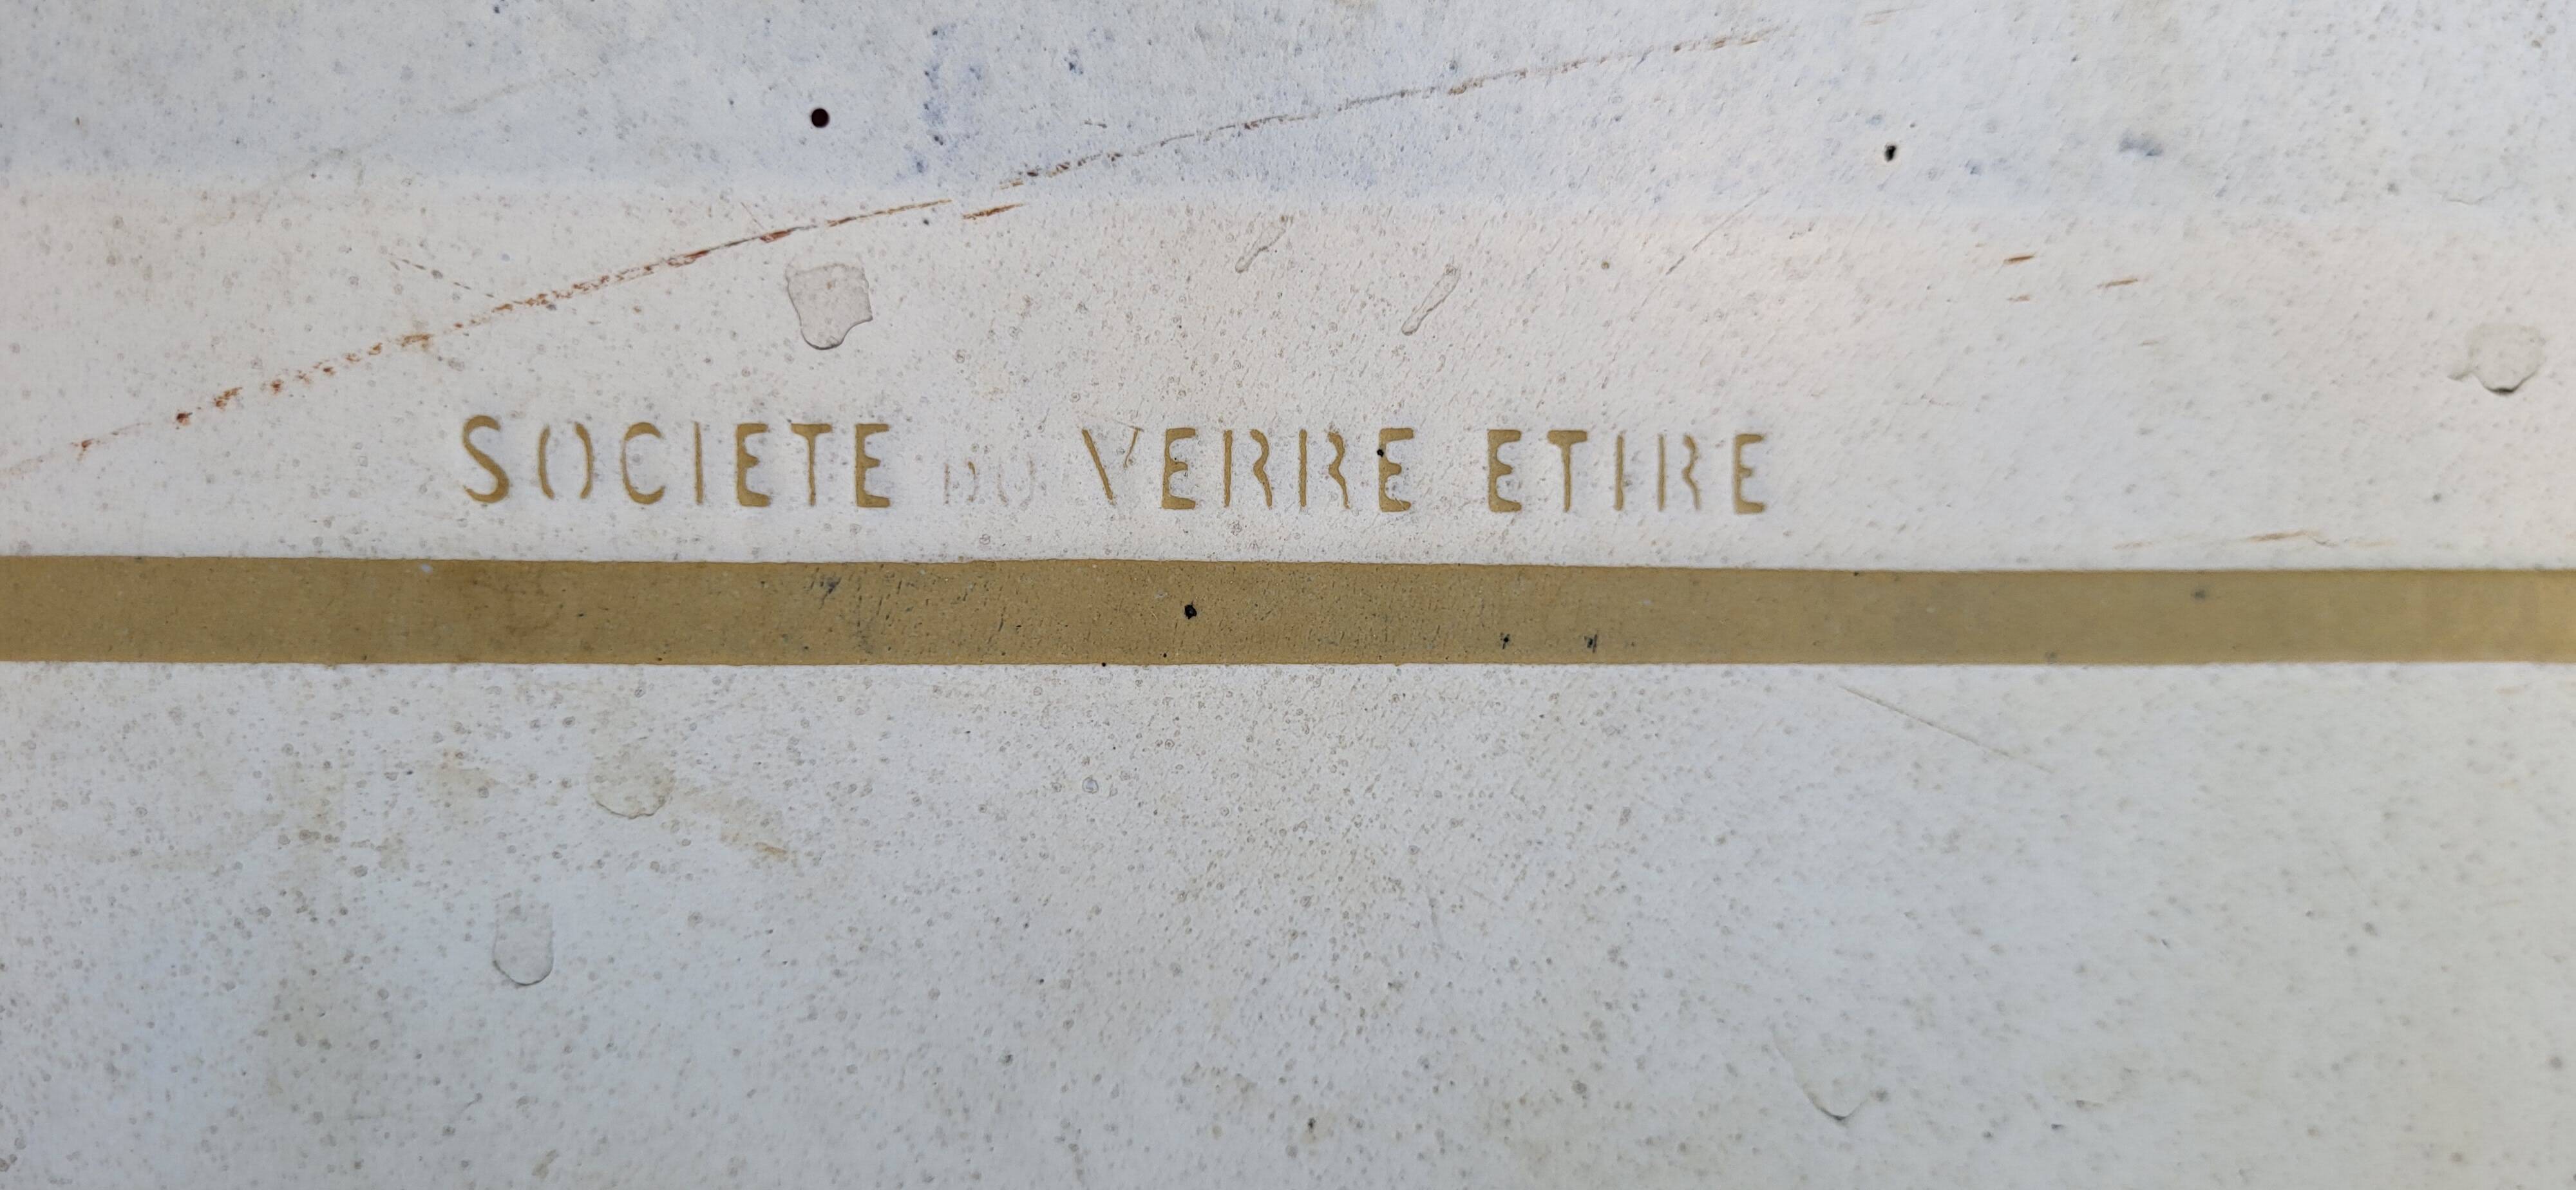 SOCIETE DU VERRE ETIRE